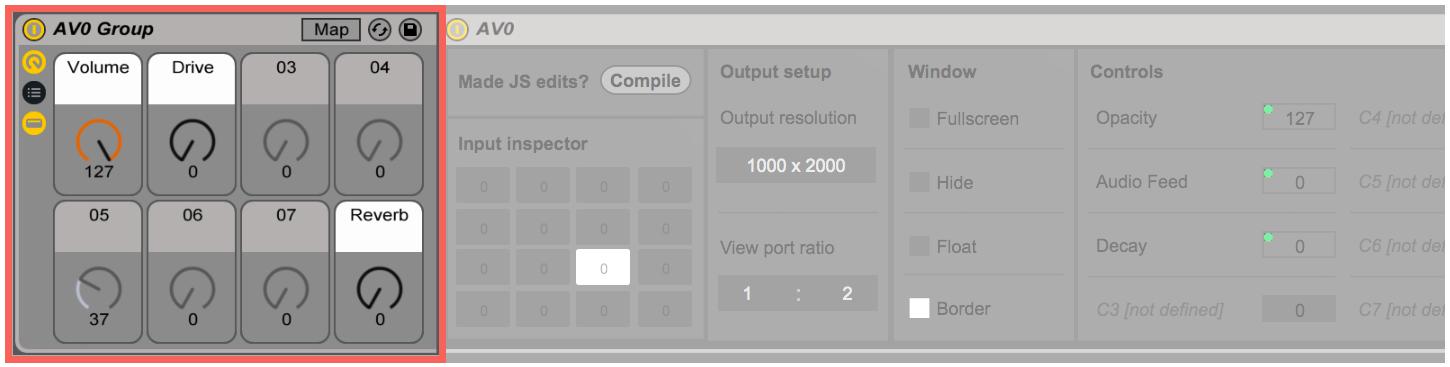 AV0 Group Map
Volume Drive 03 04
127 0 0 0
05 06 07 Reverb
37 0 0 0
AV0
Made JS edits? Compile
Input inspector
0 0 0 0
0 0 0 0
0 0 0 0
0 0 0 0
Output setup
Output resolution
1000 x 2000
View port ratio
1 : 2
Window
Fullscreen
Hide
Float
Border
Controls
Opacity 127 C4 [not def
Audio Feed 0 C5 [not def
Decay 0 C6 [not def
C3 [not defined] 0 C7 [not def